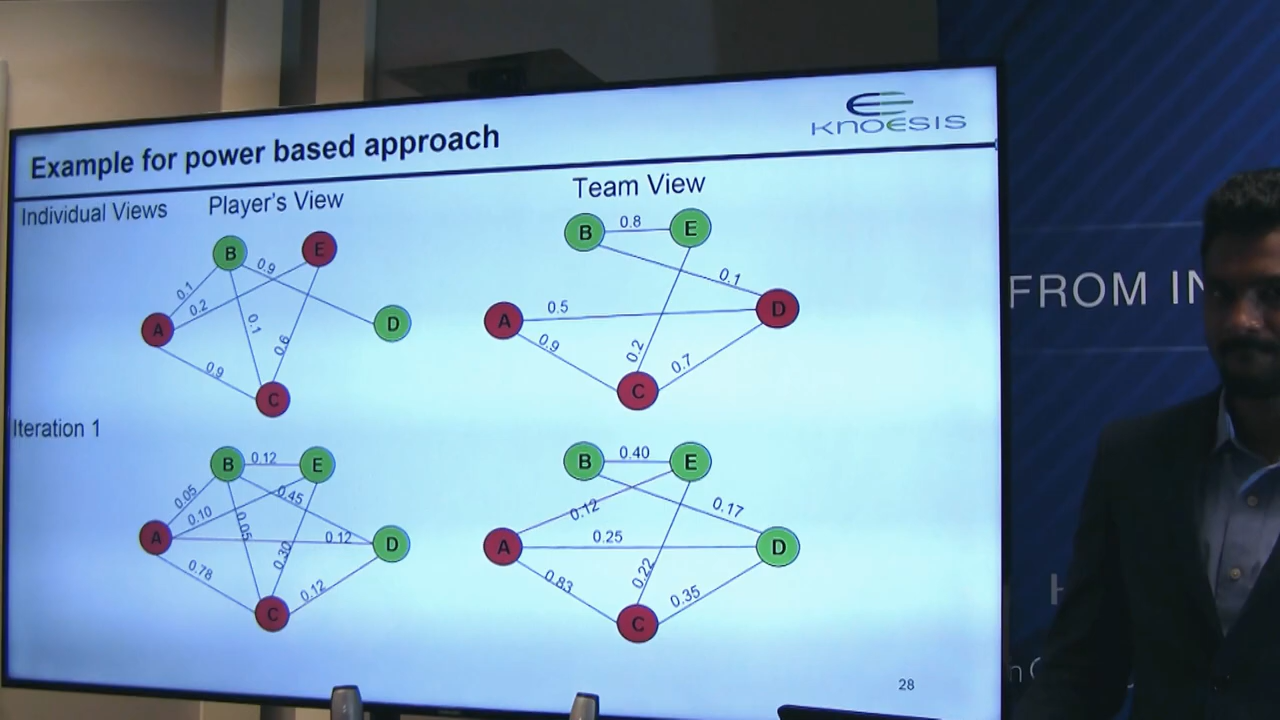 KNOESIS
Example for power based approach
Individual Views
Player's View
Team View
B
E
0.9
0.1
0.2
A
D
0.1
0.6
0.9
C
B
0.8
E
0.1
A
0.5
D
0.9
0.2
0.7
C
FROM IN
Iteration 1
B
0.12
E
0.05
0.45
0.10
0.05
A
0.12
D
0.30
0.78
0.12
C
B
0.40
E
0.12
0.17
A
0.25
D
0.83
0.22
0.35
C
28